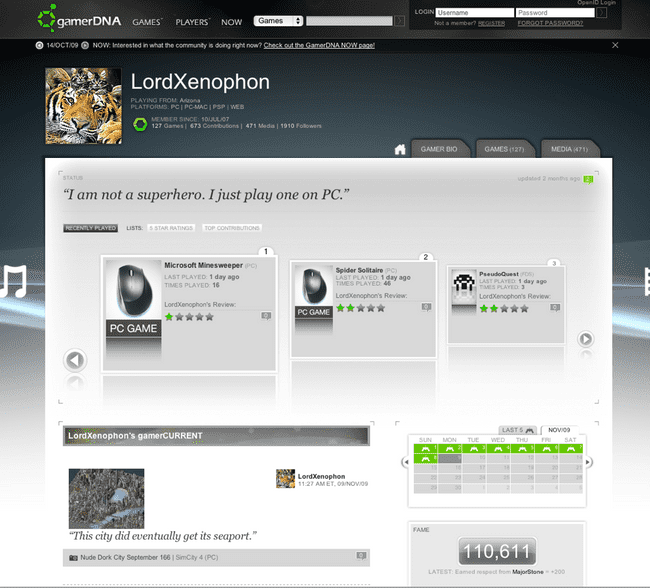 gamerDNA
GAMES
PLAYERS
NOW
Games
OpenID Login
LOGIN Username Password
Not a member? REGISTER FORGOT PASSWORD?
14/OCT/09 NOW: Interested in what the community is doing right now? Check out the GamerDNA NOW page!
LordXenophon
PLAYING FROM: Arizona
PLATFORMS: PC | PC-MAC | PSP | WEB
MEMBER SINCE: 10/JUL/07
127 Games | 673 Contributions | 471 Media | 1910 Followers
GAMER BIO
GAMES (127)
MEDIA (471)
STATUS
updated 2 months ago
“I am not a superhero. I just play one on PC.”
RECENTLY PLAYED LISTS: 5 STAR RATINGS TOP CONTRIBUTIONS
1
Microsoft Minesweeper (PC)
LAST PLAYED: 1 day ago
TIMES PLAYED: 16
LordXenophon's Review:
PC GAME
2
Spider Solitaire (PC)
LAST PLAYED: 1 day ago
TIMES PLAYED: 46
LordXenophon's Review:
PC GAME
3
PseudoQuest
LAST PLAYED: 1 day ago
TIMES PLAYED: 3
LordXenophon's Review:
LordXenophon's gamerCURRENT
LordXenophon
11:27 AM ET, 09/NOV/09
“This city did eventually get its seaport.”
Nude Dork City September 166 | SimCity 4 (PC)
LAST 5
NOV/09
SUN MON TUE WED THU FRI SAT
FAME
110,611
LATEST: Earned respect from MajorStone = +200